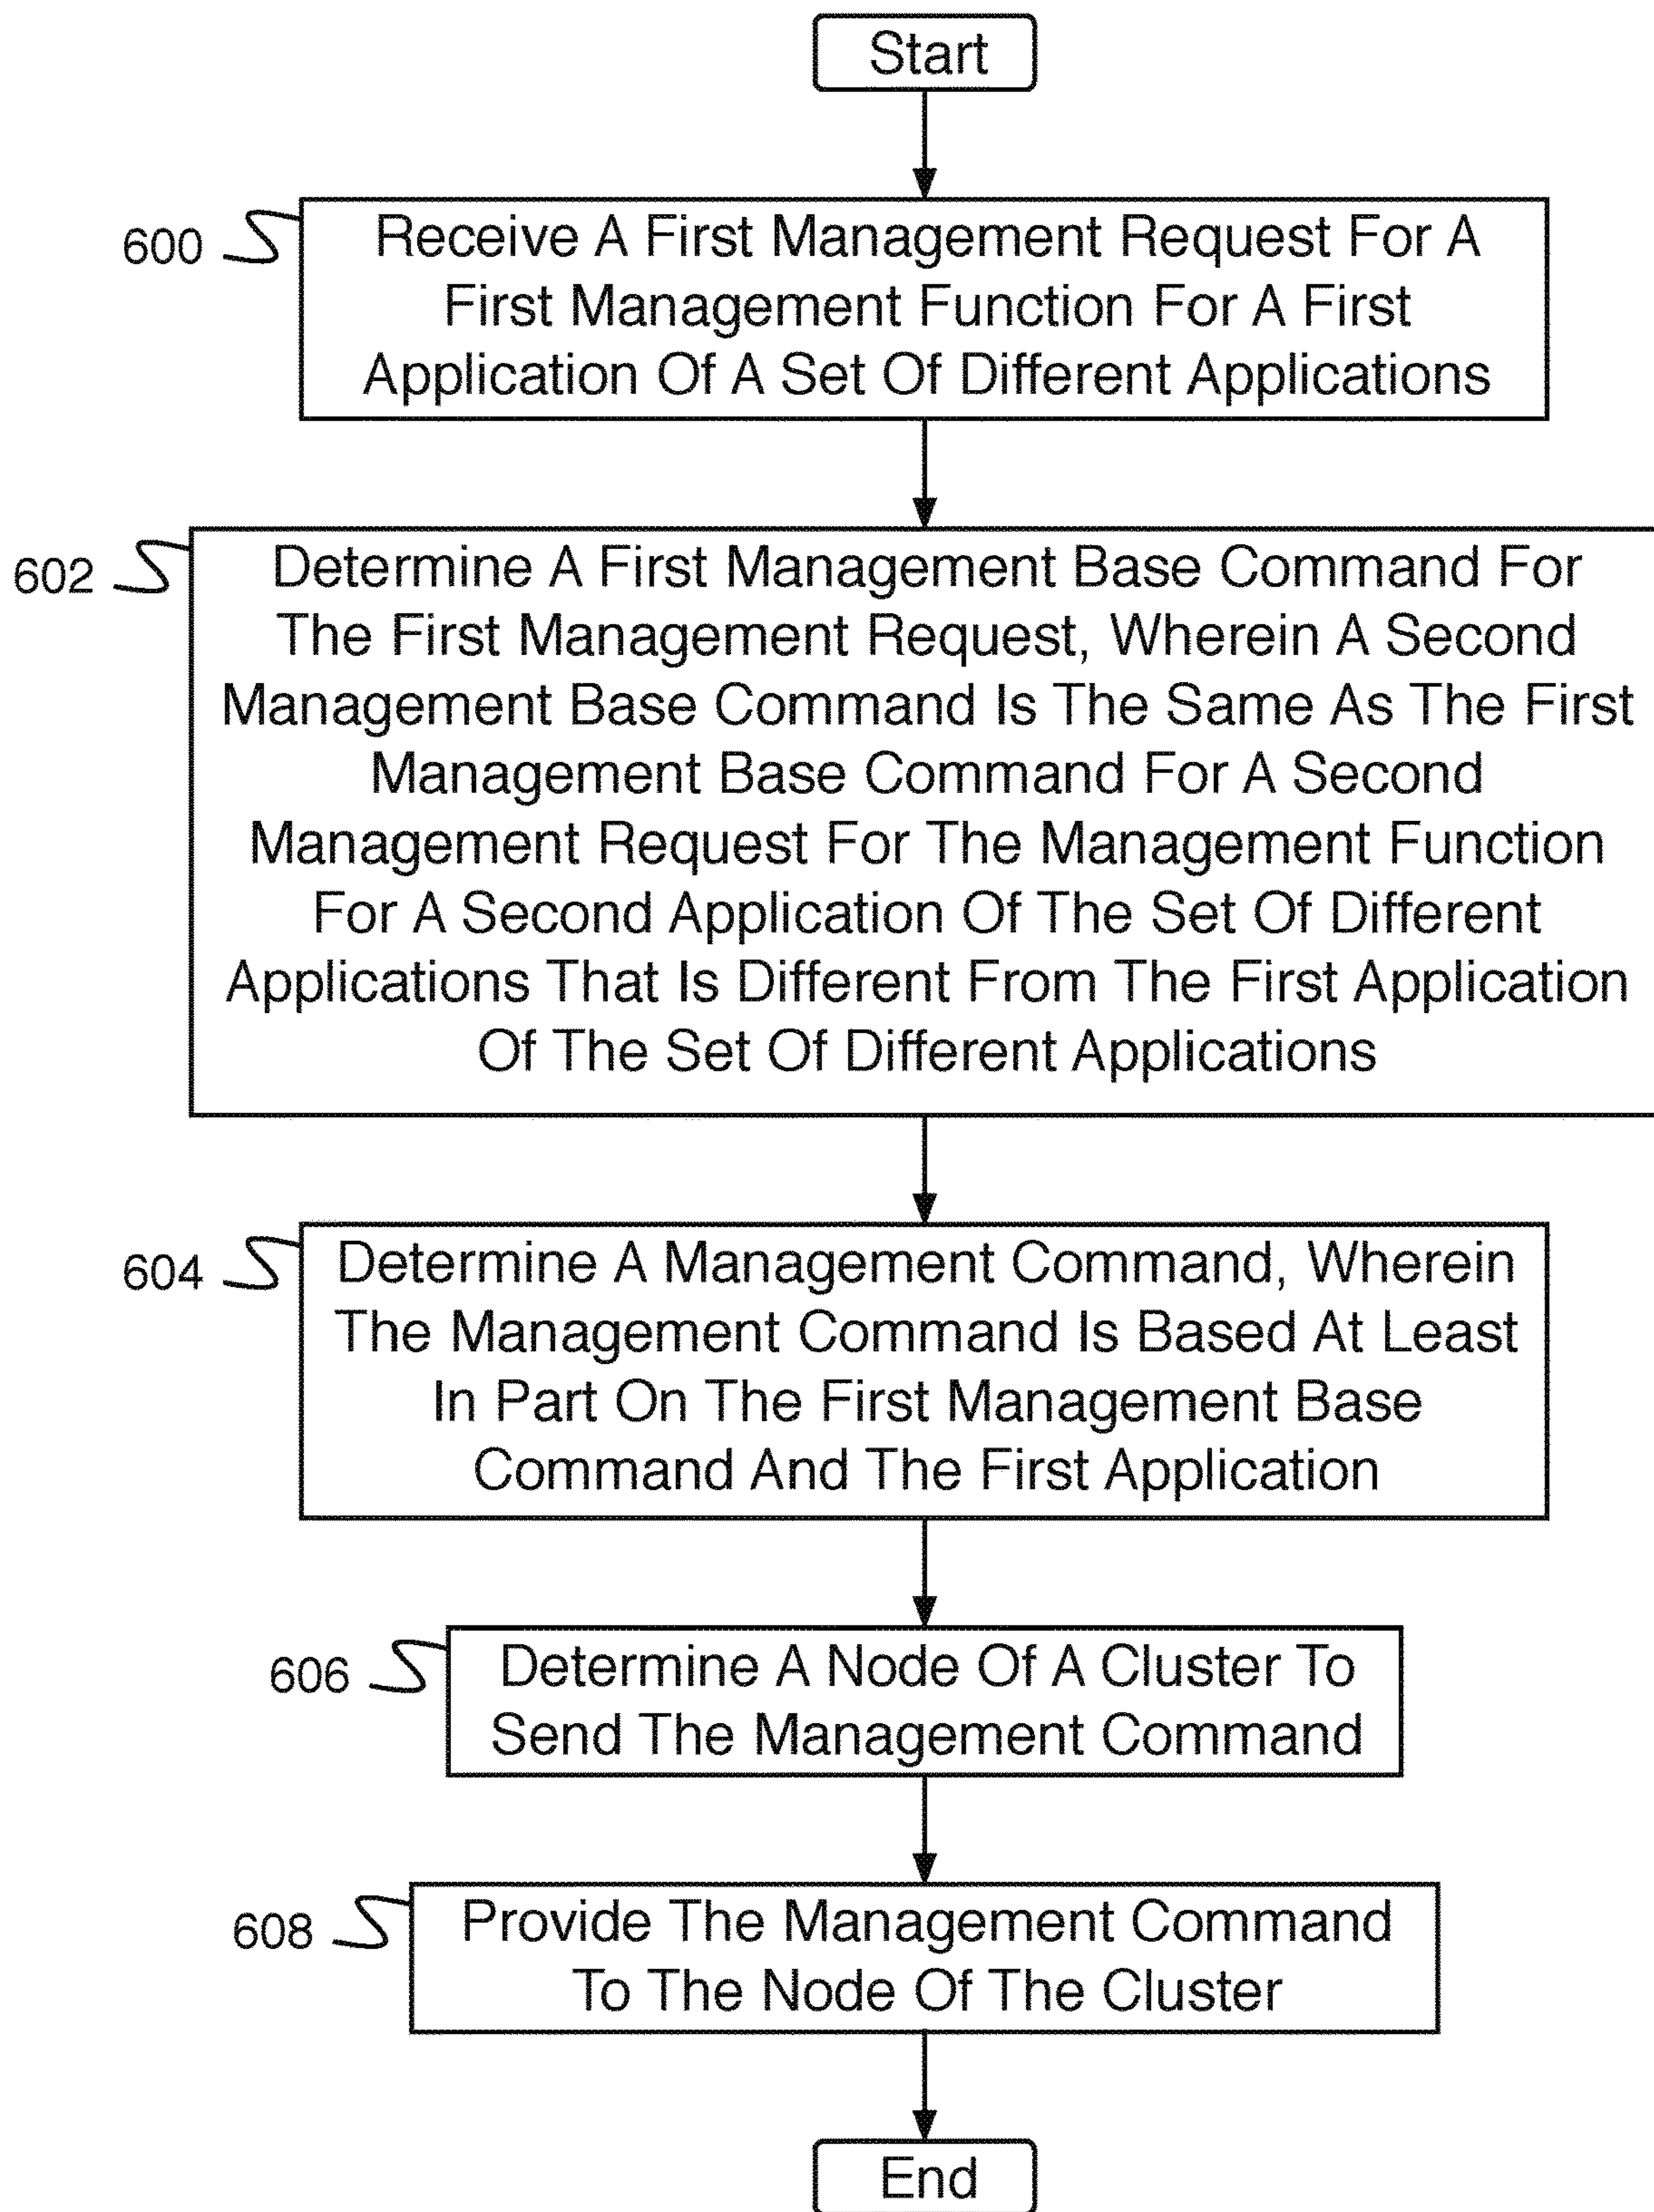 Start
600
Receive A First Management Request For A
First Management Function For A First
Application Of A Set Of Different Applications
602
Determine A First Management Base Command For
The First Management Request, Wherein A Second
Management Base Command Is The Same As The First
Management Base Command For A Second
Management Request For The Management Function
For A Second Application Of The Set Of Different
Applications That Is Different From The First Application
Of The Set Of Different Applications
604
Determine A Management Command, Wherein
The Management Command Is Based At Least
In Part On The First Management Base
Command And The First Application
606
Determine A Node Of A Cluster To
Send The Management Command
608
Provide The Management Command
To The Node Of The Cluster
End